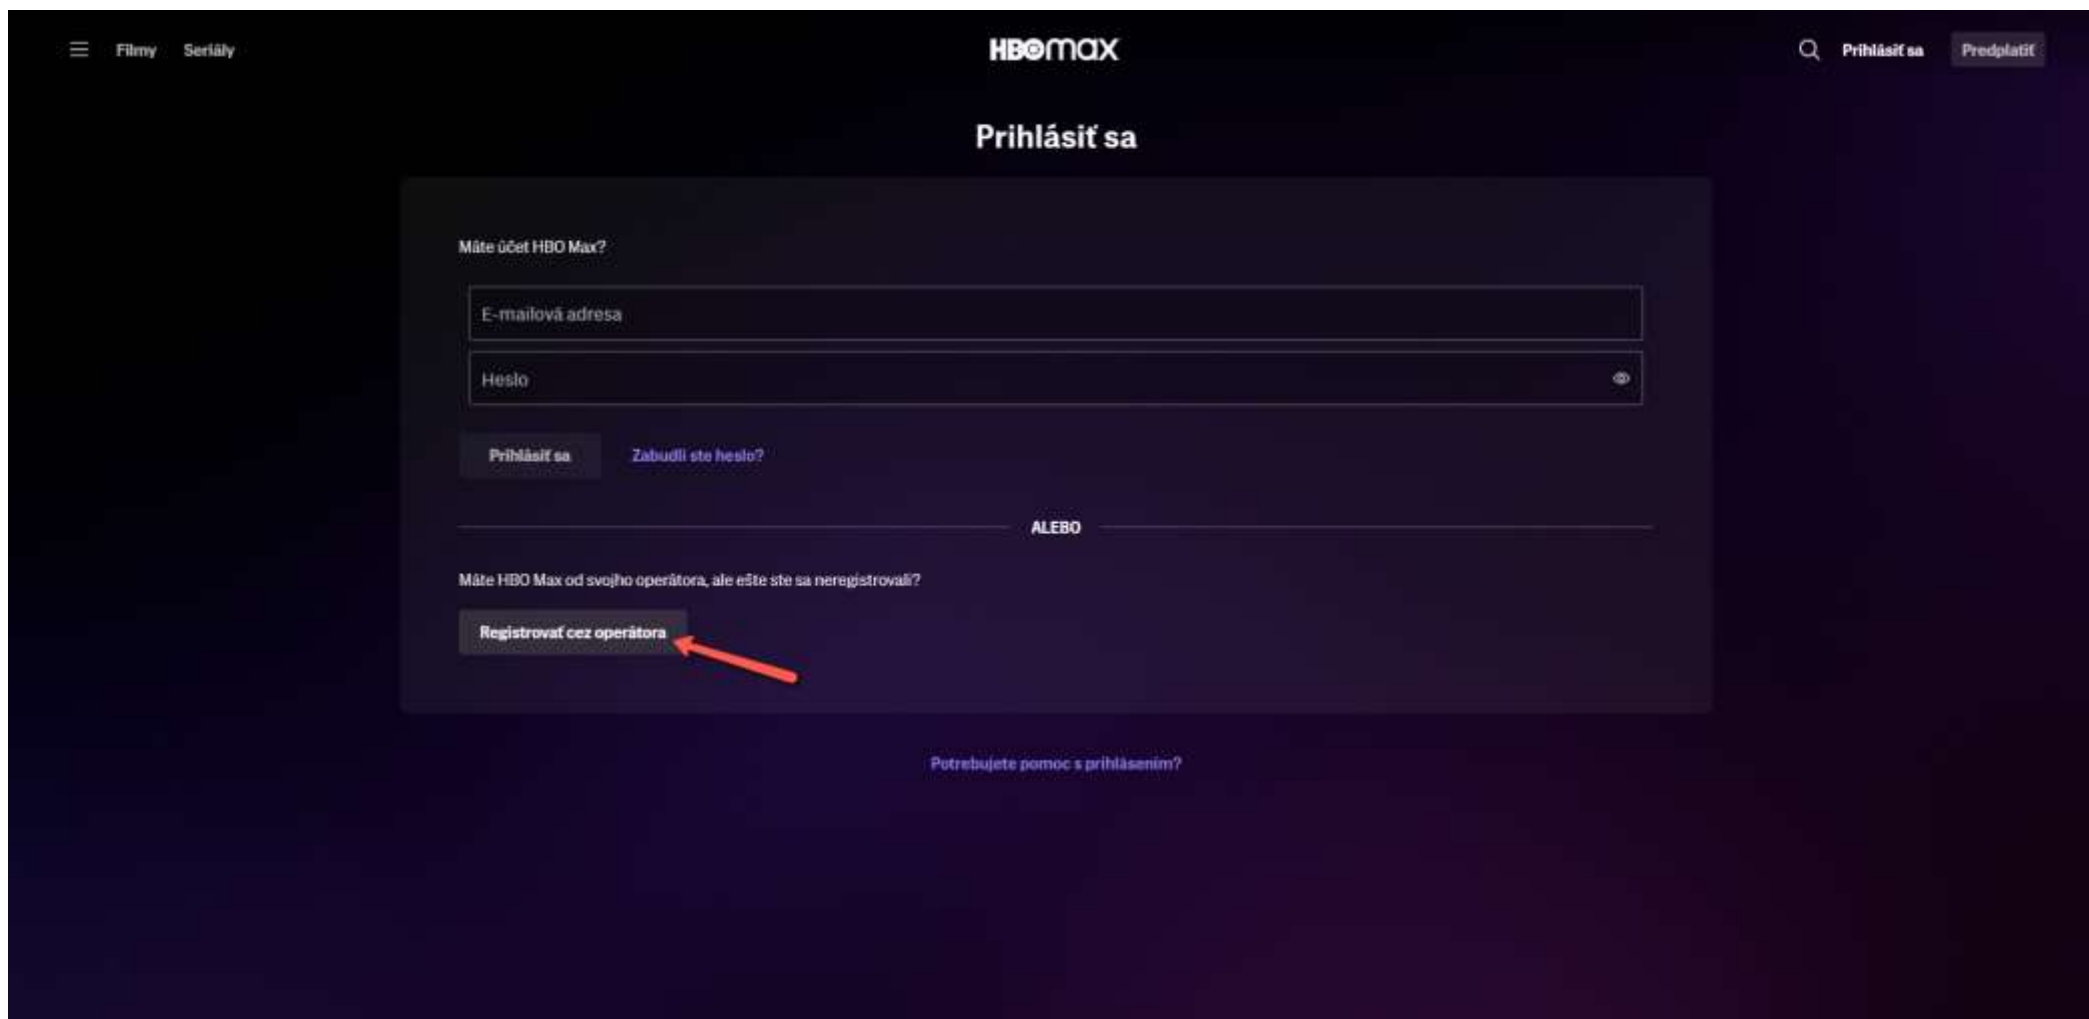 Filmy Seriály HBOmax Prihlásiť sa Predplatiť
Prihlásiť sa
Máte účet HBO Max?
E-mailová adresa
Heslo
Prihlásiť sa Zabudli ste heslo?
ALEBO
Máte HBO Max od svojho operátora, ale ešte ste sa neregistrovali?
Registrovať cez operátora
Potrebujete pomoc s prihlásením?